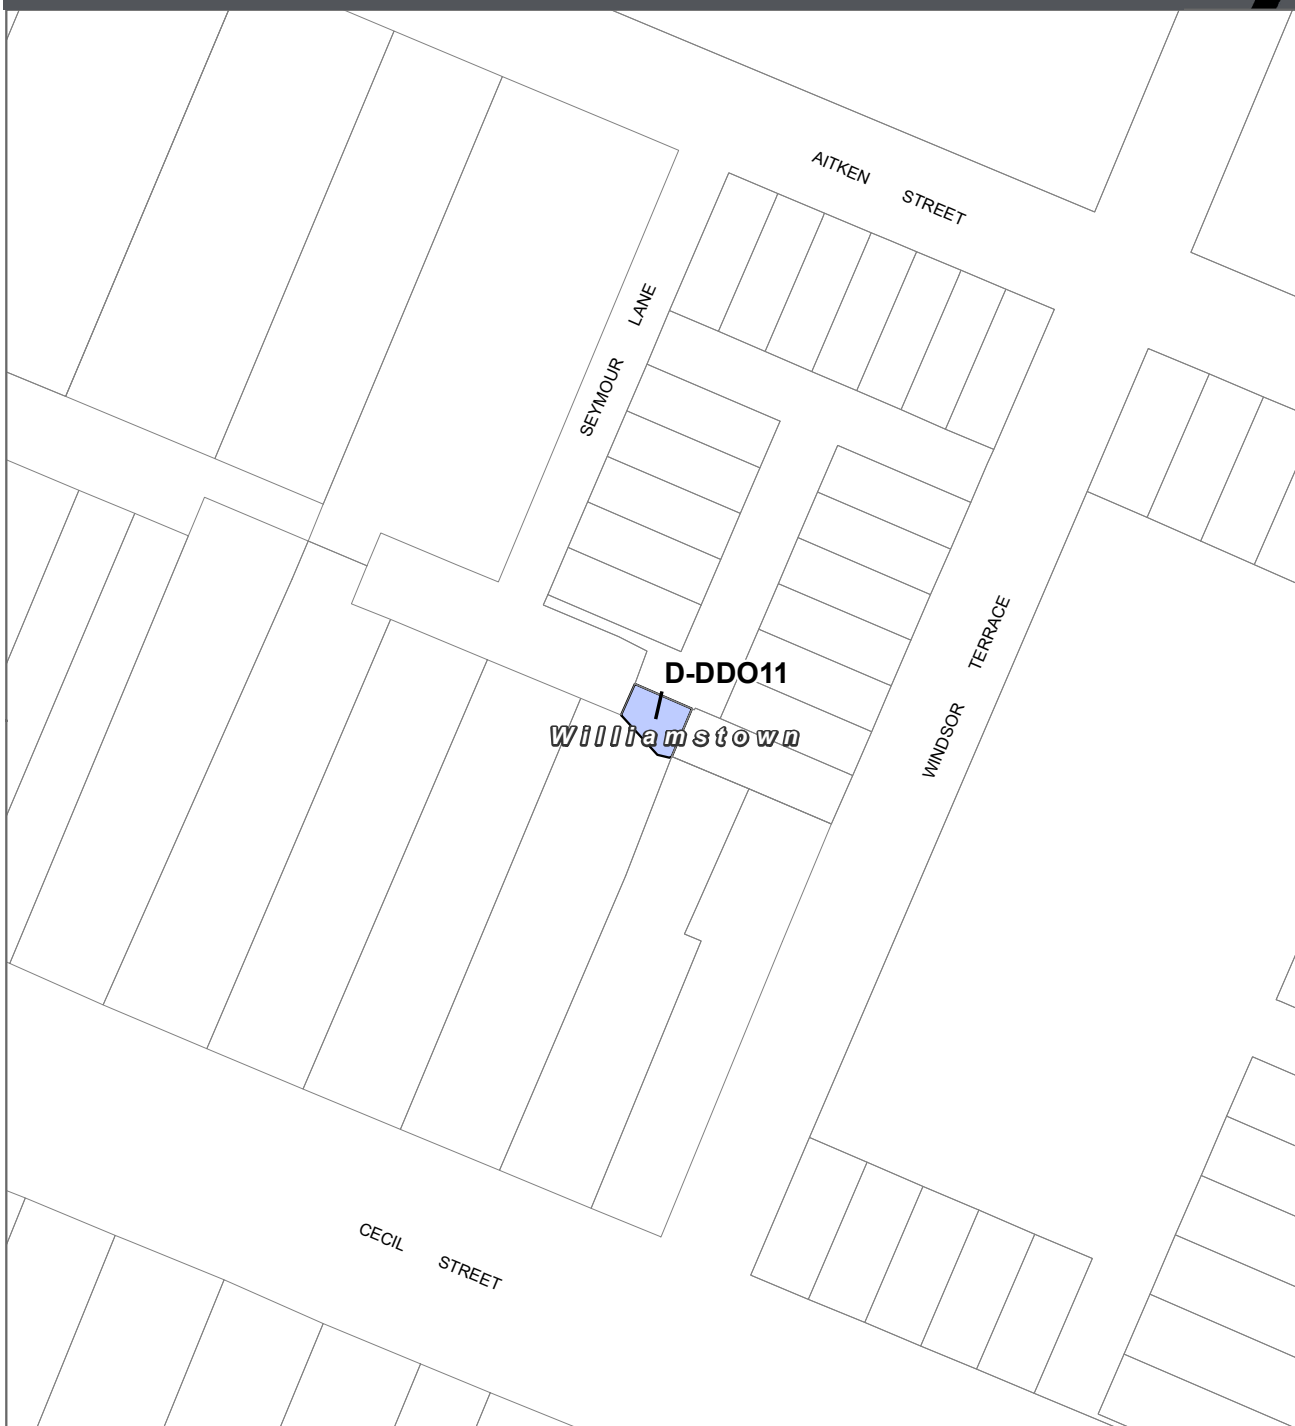 AITKEN STREET
SEYMOUR LANE
WINDSOR TERRACE
D-DDO11
Williamstown
CECIL STREET